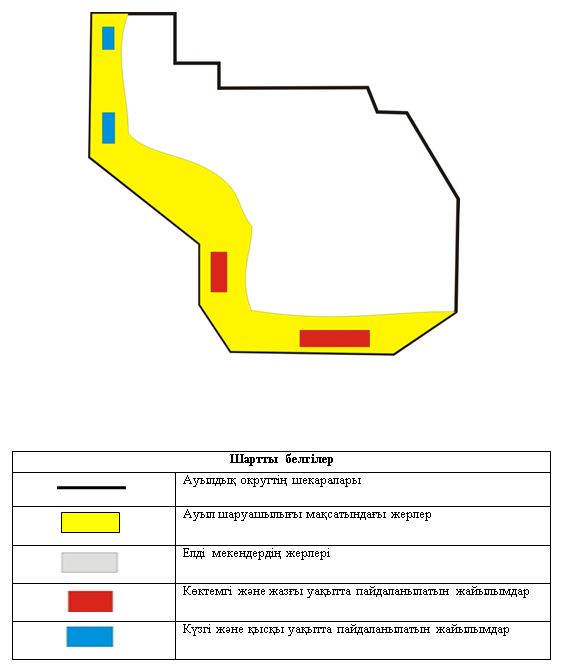 Шартты белгілер
Ауылдық округтің шекаралары
Ауыл шаруашылығы мақсатындағы жерлер
Елді мекендердің жерлері
Көктемгі және жазғы уақытта пайдаланылатын жайылымдар
Күзгі және қысқы уақытта пайдаланылатын жайылымдар